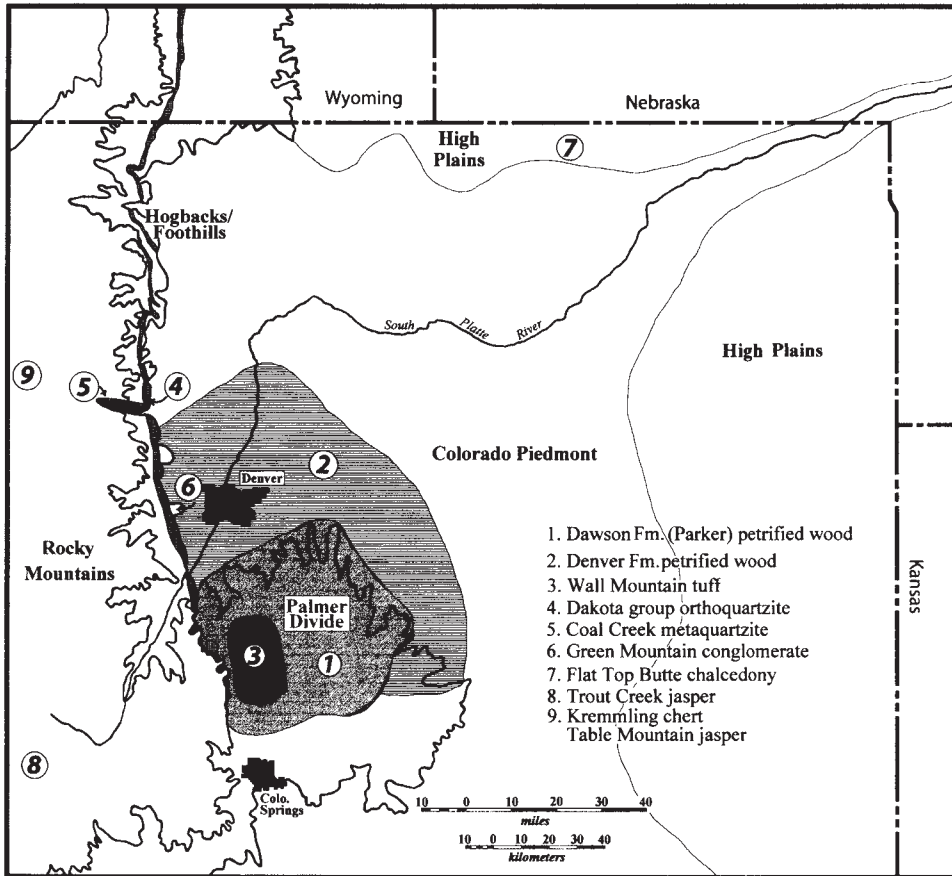 Wyoming
Nebraska
High
Plains
7
Hogbacks/
Foothills
South Platte River
High Plains
9
5
4
Colorado Piedmont
2
Denver
6
Rocky
Mountains
Palmer
Divide
3
1
8
Colo.
Springs
Kansas
1. Dawson Fm. (Parker) petrified wood
2. Denver Fm. petrified wood
3. Wall Mountain tuff
4. Dakota group orthoquartzite
5. Coal Creek metaquartzite
6. Green Mountain conglomerate
7. Flat Top Butte chalcedony
8. Trout Creek jasper
9. Kremmling chert
Table Mountain jasper
10 0 10 20 30 40
miles
10 0 10 20 30 40
kilometers